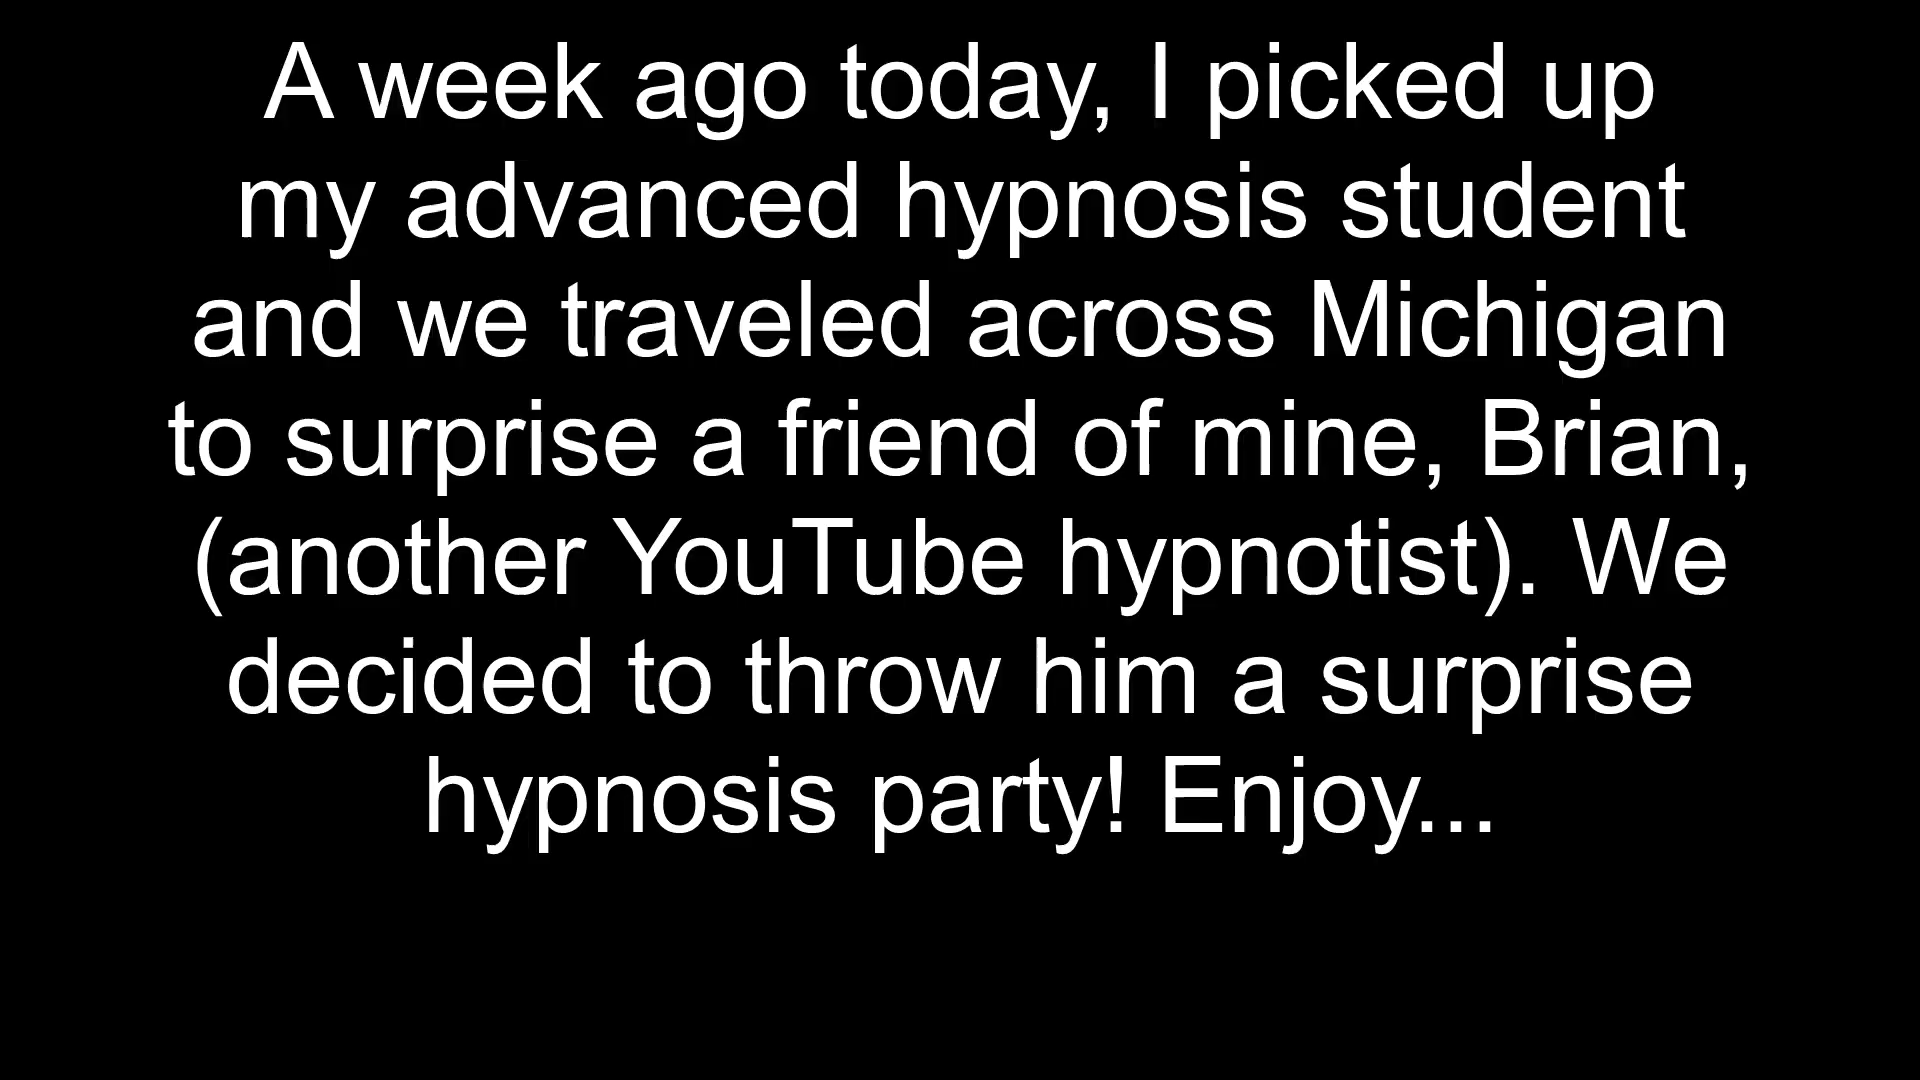 A week ago today, I picked up
my advanced hypnosis student
and we traveled across Michigan
to surprise a friend of mine, Brian,
(another YouTube hypnotist). We
decided to throw him a surprise
hypnosis party! Enjoy...